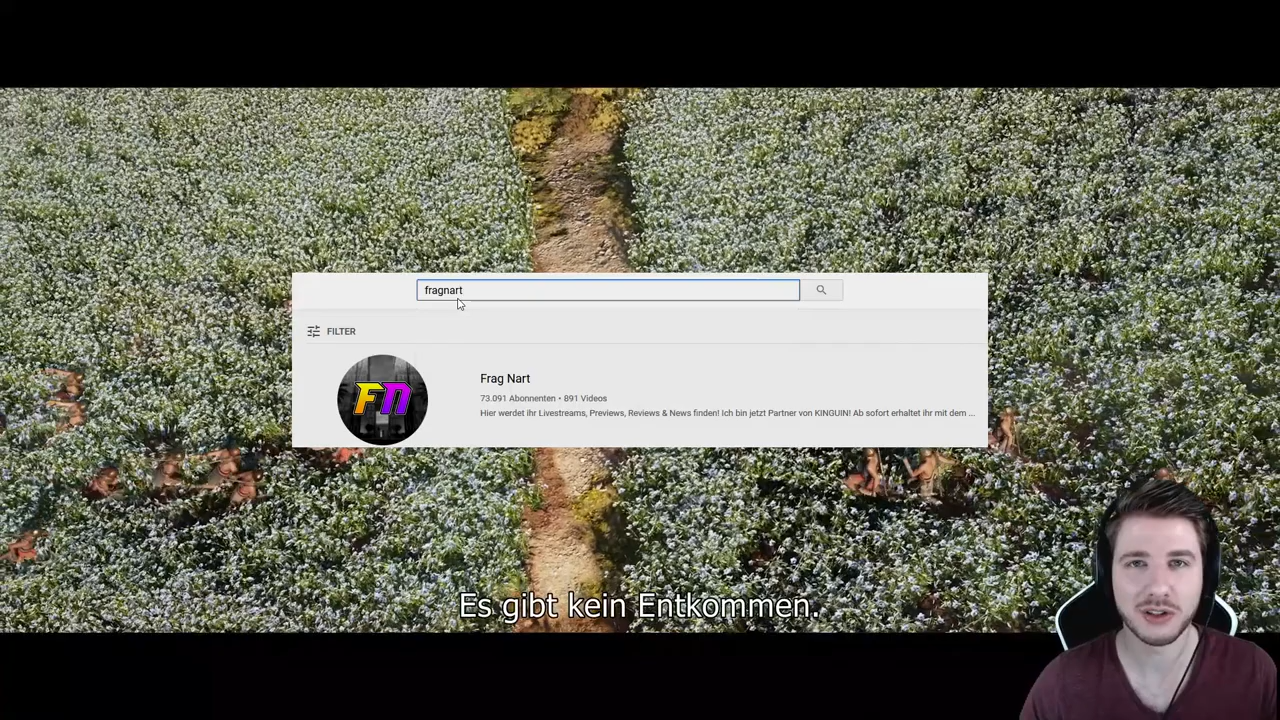 fragnart
FILTER
FN
Frag Nart
73.091 Abonnenten • 891 Videos
Hier werdet ihr Livestreams, Previews, Reviews & News finden! Ich bin jetzt Partner von KINGUIN! Ab sofort erhaltet ihr mit dem ...
Es gibt kein Entkommen.